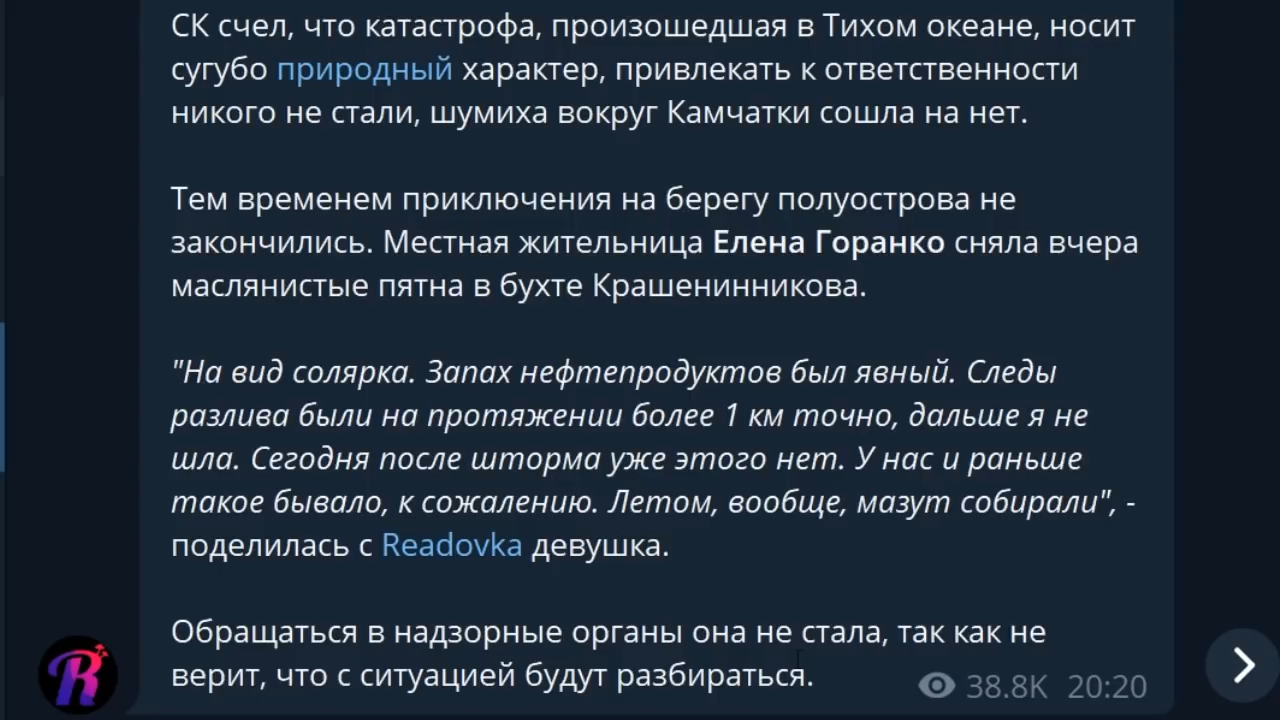 СК счел, что катастрофа, произошедшая в Тихом океане, носит
сугубо природный характер, привлекать к ответственности
никого не стали, шумиха вокруг Камчатки сошла на нет.
Тем временем приключения на берегу полуострова не
закончились. Местная жительница Елена Горанко сняла вчера
маслянистые пятна в бухте Крашенинникова.
"На вид солярка. Запах нефтепродуктов был явный. Следы
разлива были на протяжении более 1 км точно, дальше я не
шла. Сегодня после шторма уже этого нет. У нас и раньше
такое бывало, к сожалению. Летом, вообще, мазут собирали", -
поделилась с Readovka девушка.
Обращаться в надзорные органы она не стала, так как не
верит, что с ситуацией будут разбираться.
38.8K 20:20
R